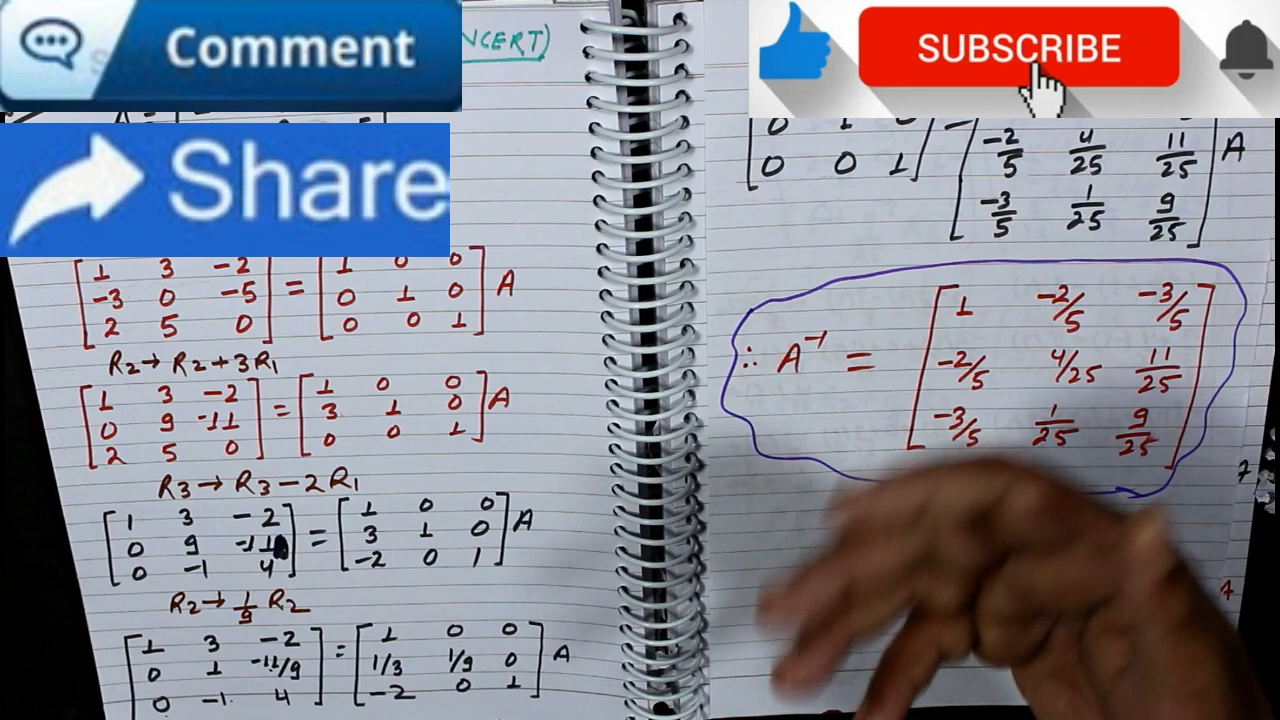 Comment
NCERT)
SUBSCRIBE
Share
1 3 -2 1 0 0
-3 0 -5 = 0 1 0 A
2 5 0 0 0 1
R2 → R2 + 3R1
1 3 -2 1 0 0
0 9 -11 = 3 1 0 A
2 5 0 0 0 1
R3 → R3 - 2R1
1 3 -2 1 0 0
0 9 -11 = 3 1 0 A
0 -1 4 -2 0 1
R2 → 1/9 R2
1 3 -2 1 0 0
0 1 -11/9 = 1/3 1/9 0 A
0 -1 4 -2 0 1
0 1 0 = -2/5 4/25 11/25 A
0 0 1 -3/5 1/25 9/25
1 -2/5 -3/5
∴ A⁻¹ = -2/5 4/25 11/25
-3/5 1/25 9/25